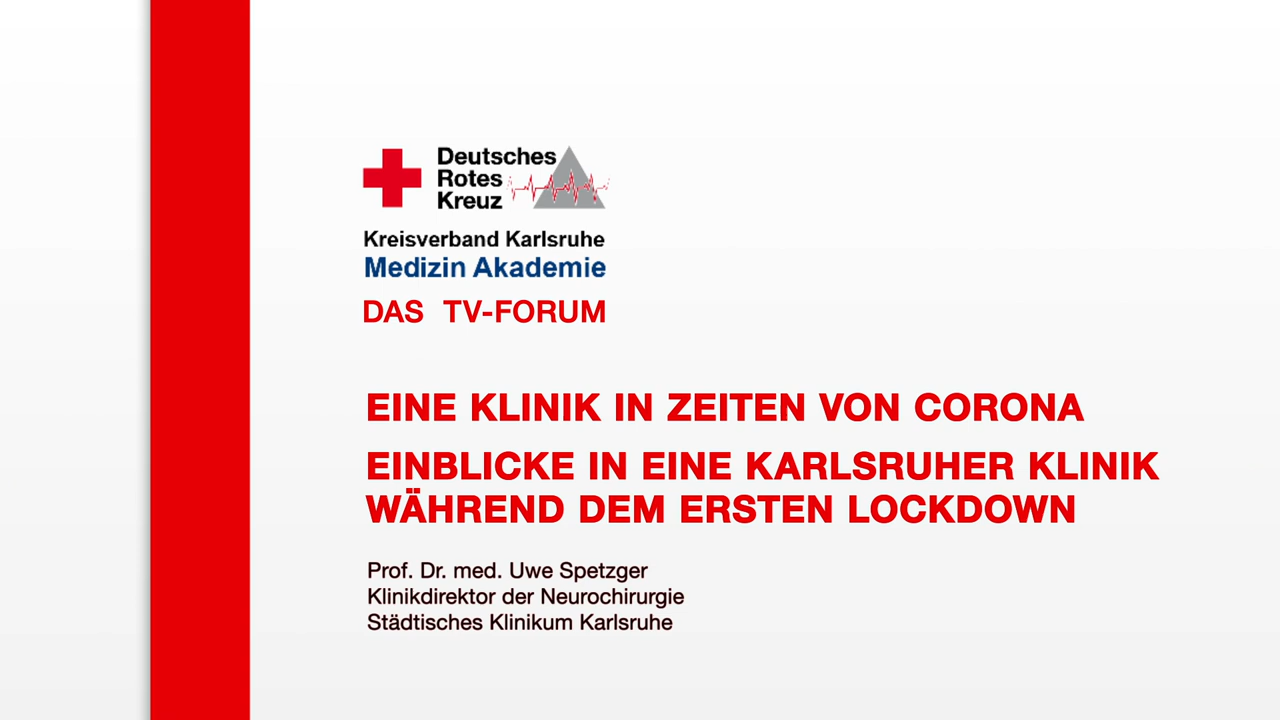 Deutsches
Rotes
Kreuz
Kreisverband Karlsruhe
Medizin Akademie
DAS TV-FORUM
EINE KLINIK IN ZEITEN VON CORONA
EINBLICKE IN EINE KARLSRUHER KLINIK
WÄHREND DEM ERSTEN LOCKDOWN
Prof. Dr. med. Uwe Spetzger
Klinikdirektor der Neurochirurgie
Städtisches Klinikum Karlsruhe